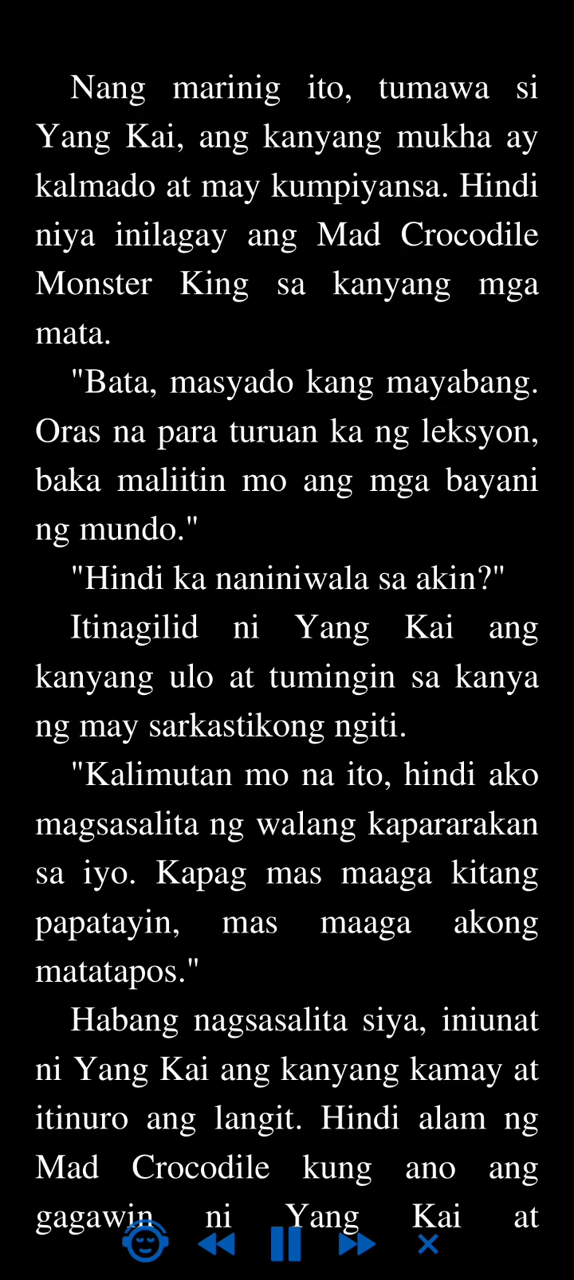 Nang marinig ito, tumawa si
Yang Kai, ang kanyang mukha ay
kalmado at may kumpiyansa. Hindi
niya inilagay ang Mad Crocodile
Monster King sa kanyang mga
mata.
"Bata, masyado kang mayabang.
Oras na para turuan ka ng leksyon,
baka maliitin mo ang mga bayani
ng mundo."
"Hindi ka naniniwala sa akin?"
Itinagilid ni Yang Kai ang
kanyang ulo at tumingin sa kanya
ng may sarkastikong ngiti.
"Kalimutan mo na ito, hindi ako
magsasalita ng walang kapararakan
sa iyo. Kapag mas maaga kitang
papatayin, mas maaga akong
matatapos."
Habang nagsasalita siya, iniunat
ni Yang Kai ang kanyang kamay at
itinuro ang langit. Hindi alam ng
Mad Crocodile kung ano ang
gagawin ni Yang Kai at